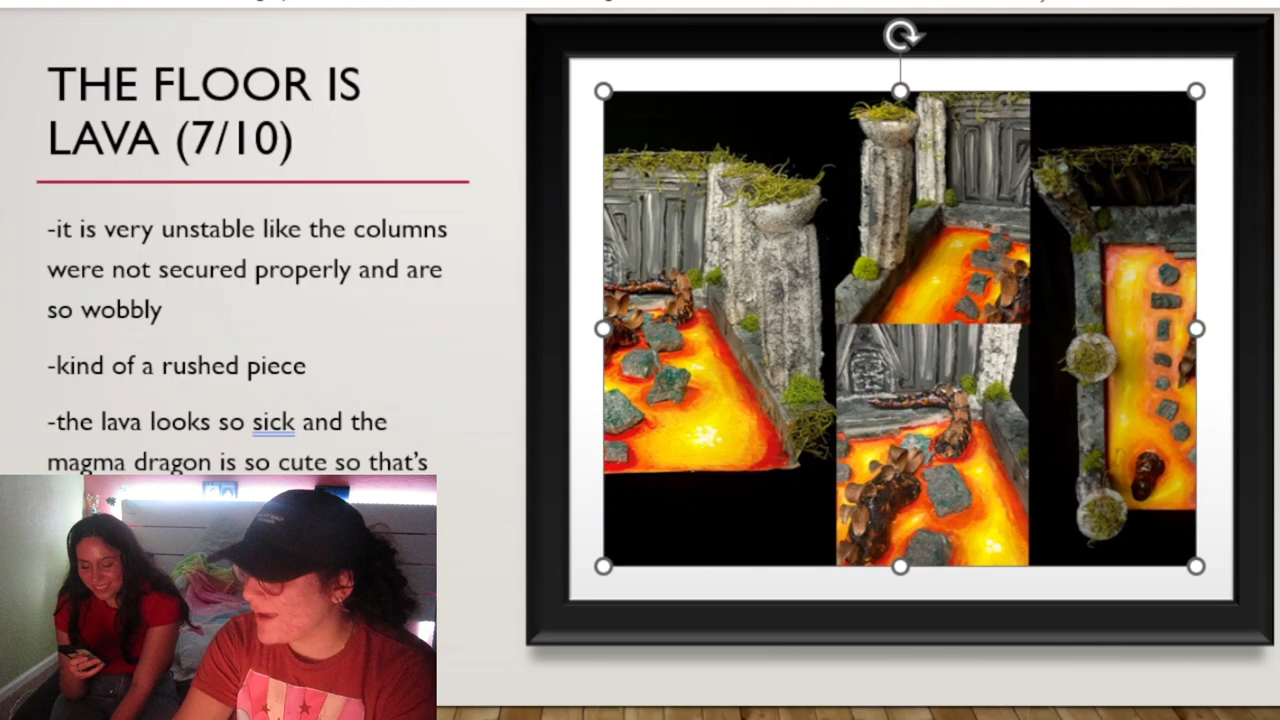 THE FLOOR IS
LAVA (7/10)
-it is very unstable like the columns
were not secured properly and are
so wobbly
-kind of a rushed piece
-the lava looks so sick and the
magma dragon is so cute so that's